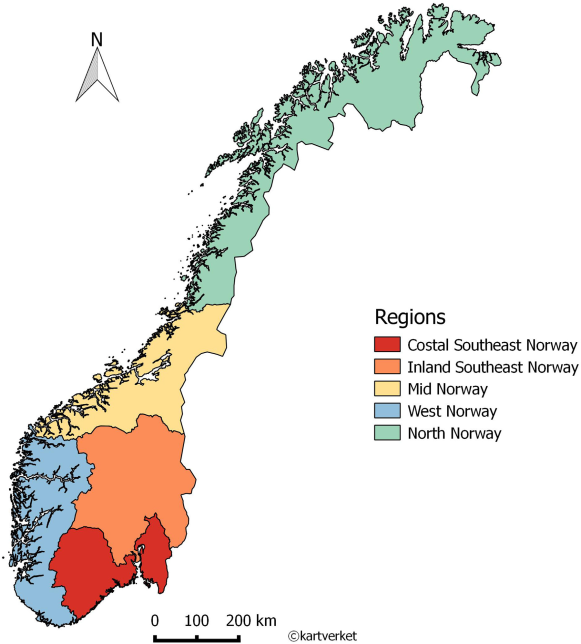 N
Regions
Costal Southeast Norway
Inland Southeast Norway
Mid Norway
West Norway
North Norway
0 100 200 km
©kartverket